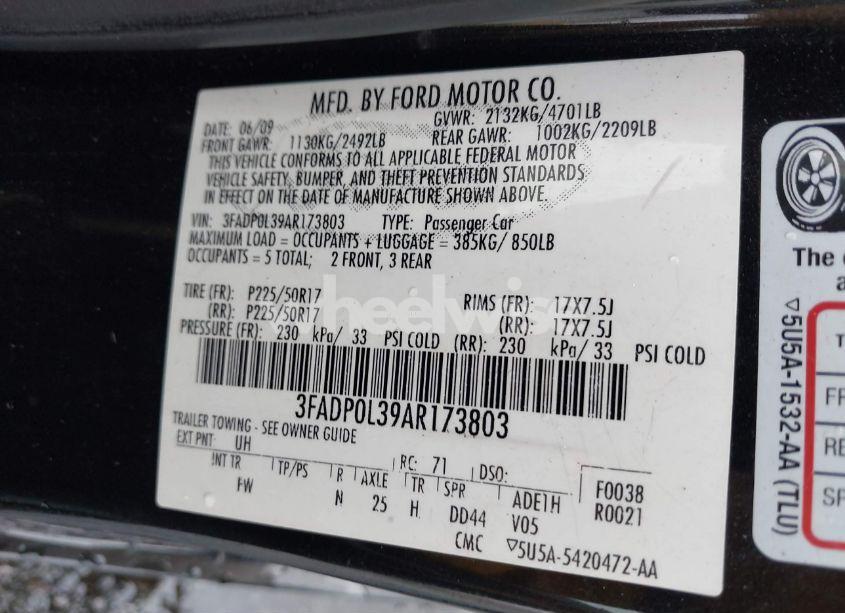 MFD. BY FORD MOTOR CO.
DATE: 06/09 GVWR: 2132KG/4701LB
FRONT GAWR: 1130KG/2492LB REAR GAWR: 1002KG/2209LB
THIS VEHICLE CONFORMS TO ALL APPLICABLE FEDERAL MOTOR
VEHICLE SAFETY, BUMPER, AND THEFT PREVENTION STANDARDS
IN EFFECT ON THE DATE OF MANUFACTURE SHOWN ABOVE.
VIN: 3FADP0L39AR173803 TYPE: Passenger Car
MAXIMUM LOAD = OCCUPANTS + LUGGAGE = 385KG/ 850LB
OCCUPANTS = 5 TOTAL; 2 FRONT, 3 REAR
TIRE (FR): P225/50R17 RIMS (FR): 17X7.5J
(RR): P225/50R17 (RR): 17X7.5J
PRESSURE (FR): 230 kPa/ 33 PSI COLD (RR): 230 kPa/ 33 PSI COLD
3FADP0L39AR173803
TRAILER TOWING - SEE OWNER GUIDE
EXT PNT UH RC: 71 DSO: F0038
INT TR TP/PS R AXLE TR SPR ADE1H R0021
FW N 25 H DD44 V05
CMC ▽5U5A-5420472-AA
wheelwise
The
a
T
FR
RE
SP
▽5U5A-1532-AA (TLU)